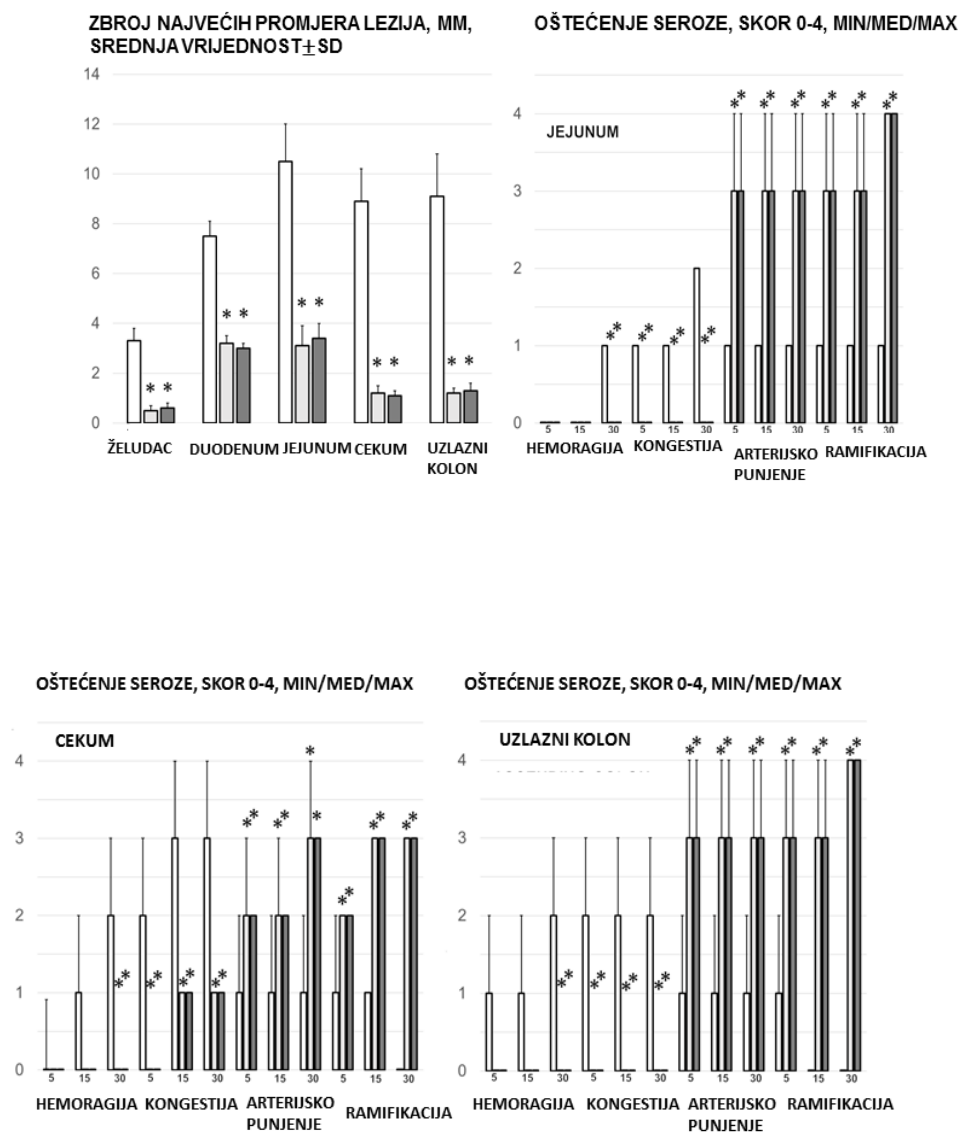 ZBROJ NAJVEĆIH PROMJERA LEZIJA, MM,
SREDNJA VRIJEDNOST±SD
14
12
10
8
6
4
2
0
* *
* *
* *
* *
* *
ŽELUDAC DUODENUM JEJUNUM CEKUM UZLAZNI
KOLON
OŠTEĆENJE SEROZE, SKOR 0-4, MIN/MED/MAX
JEJUNUM
4
3
2
1
0
** ** ** ** ** **
** ** ** **
5 15 30 5 15 30 5 15 30 5 15 30
HEMORAGIJA KONGESTIJA ARTERIJSKO RAMIFIKACIJA
PUNJENJE
OŠTEĆENJE SEROZE, SKOR 0-4, MIN/MED/MAX
CEKUM
4
3
2
1
0
*
** ** * ** **
**
** ** ** **
5 15 30 5 15 30 5 15 30 5 15 30
HEMORAGIJA KONGESTIJA ARTERIJSKO RAMIFIKACIJA
PUNJENJE
OŠTEĆENJE SEROZE, SKOR 0-4, MIN/MED/MAX
UZLAZNI KOLON
4
3
2
1
0
** ** ** ** ** **
** ** ** **
5 15 30 5 15 30 5 15 30 5 15 30
HEMORAGIJA KONGESTIJA ARTERIJSKO RAMIFIKACIJA
PUNJENJE